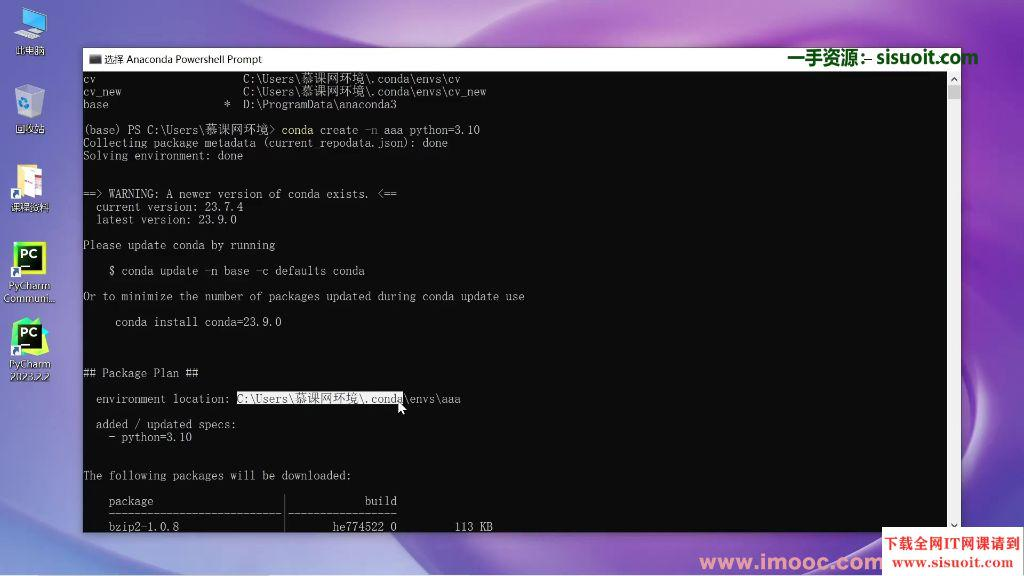 此电脑
回收站
课程资料
PyCharm
Communi...
PyCharm
2023.2.2
选择 Anaconda Powershell Prompt
一手资源：sisuoit.com
cv C:\Users\慕课网环境\.conda\envs\cv
cv_new C:\Users\慕课网环境\.conda\envs\cv_new
base * D:\ProgramData\anaconda3
(base) PS C:\Users\慕课网环境> conda create -n aaa python=3.10
Collecting package metadata (current_repodata.json): done
Solving environment: done
==> WARNING: A newer version of conda exists. <==
current version: 23.7.4
latest version: 23.9.0
Please update conda by running
$ conda update -n base -c defaults conda
Or to minimize the number of packages updated during conda update use
conda install conda=23.9.0
## Package Plan ##
environment location: C:\Users\慕课网环境\.conda\envs\aaa
added / updated specs:
- python=3.10
The following packages will be downloaded:
package | build
---------------------------|-----------------
bzip2-1.0.8 | he774522_0 113 KB
www.imooc.com
下载全网IT网课请到
www.sisuoit.com